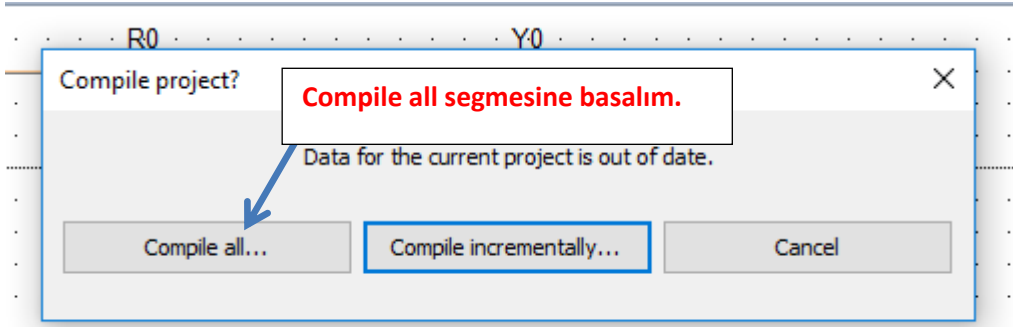 R0 Y0
Compile project?
Compile all segmesine basalım.
Data for the current project is out of date.
Compile all... Compile incrementally... Cancel